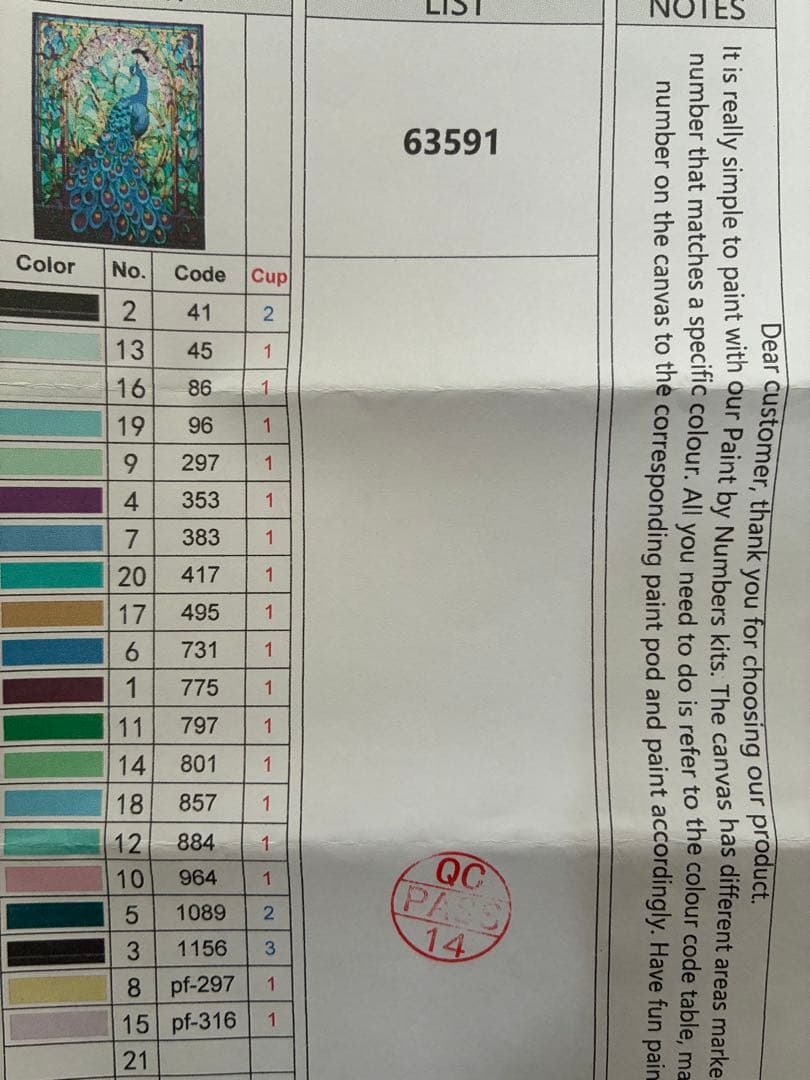 LIST
NOTES
63591
Dear customer, thank you for choosing our product.
It is really simple to paint with our Paint by Numbers kits. The canvas has different areas marke
number that matches a specific colour. All you need to do is refer to the colour code table, ma
number on the canvas to the corresponding paint pod and paint accordingly. Have fun pain
Color No. Code Cup
2 41 2
13 45 1
16 86 1
19 96 1
9 297 1
4 353 1
7 383 1
20 417 1
17 495 1
6 731 1
1 775 1
11 797 1
14 801 1
18 857 1
12 884 1
10 964 1
5 1089 2
3 1156 3
8 pf-297 1
15 pf-316 1
21
QC
PASS
14